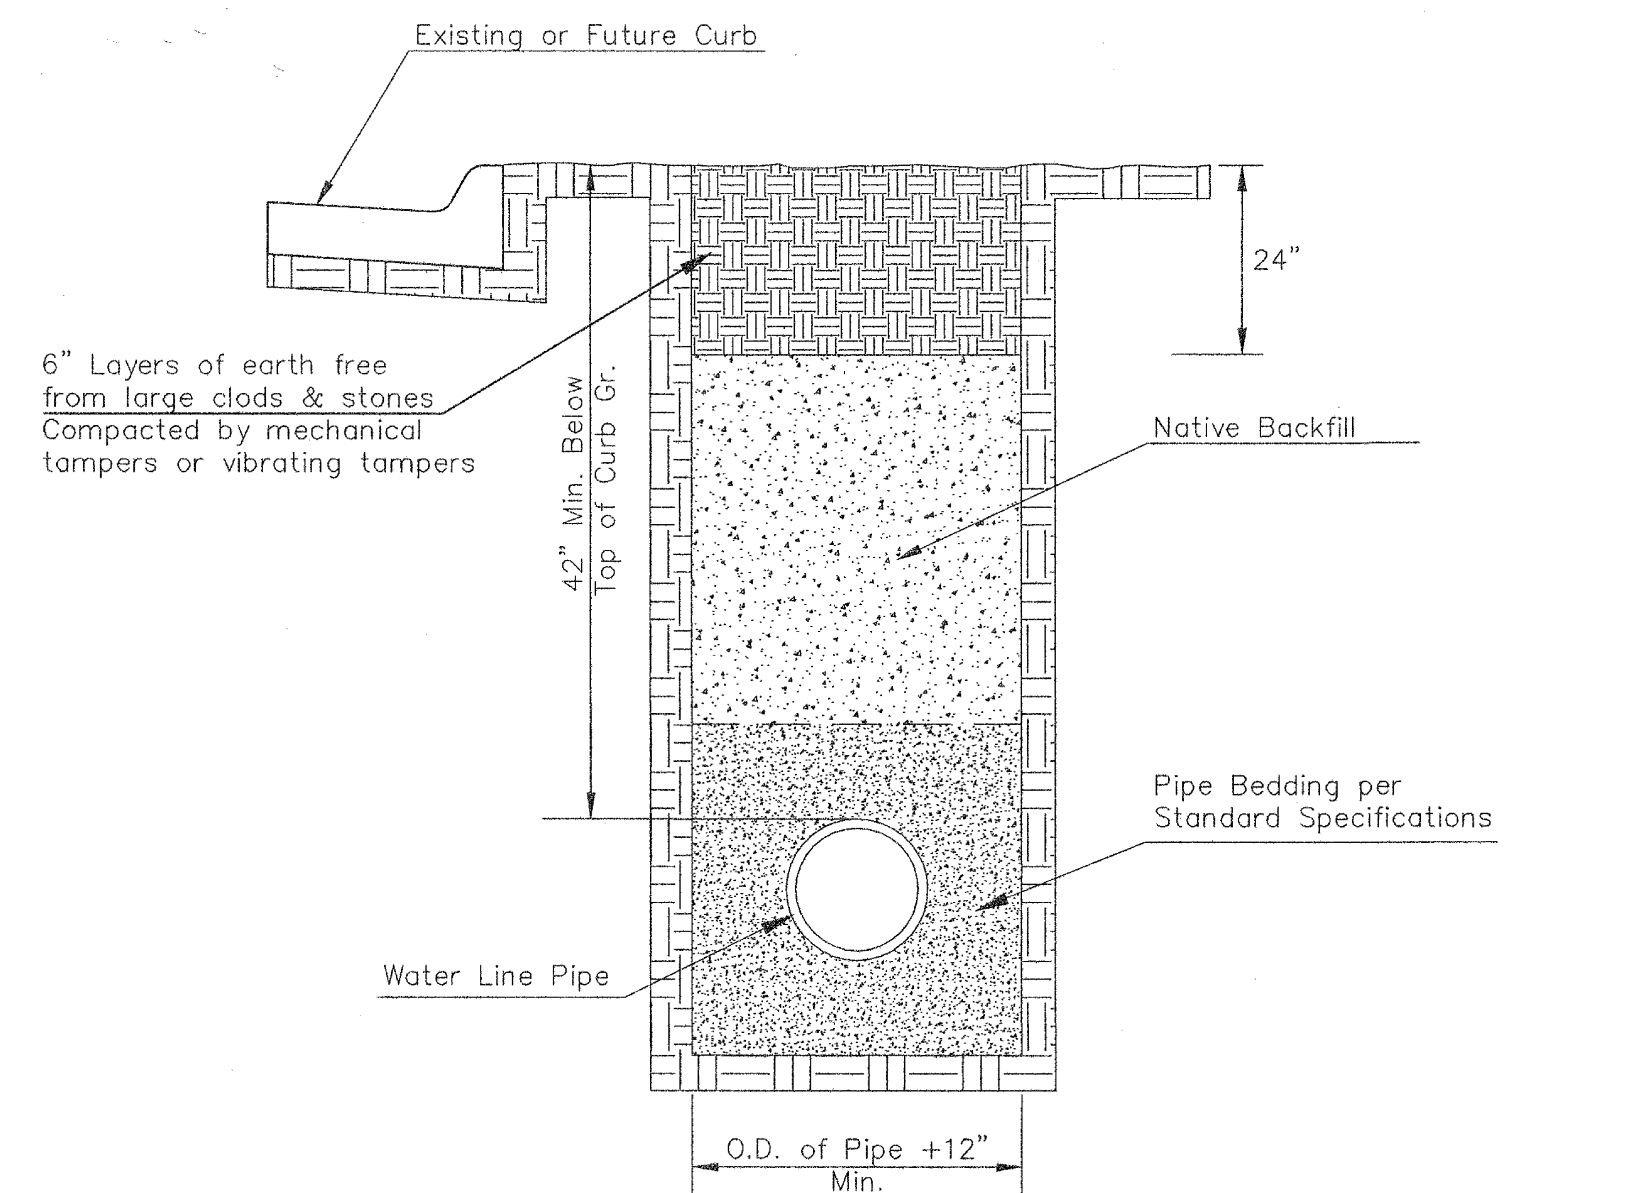 Existing or Future Curb
24”
6” Layers of earth free
from large clods & stones
Compacted by mechanical
tampers or vibrating tampers
42” Min. Below
Top of Curb Gr.
Native Backfill
Pipe Bedding per
Standard Specifications
Water Line Pipe
O.D. of Pipe +12”
Min.